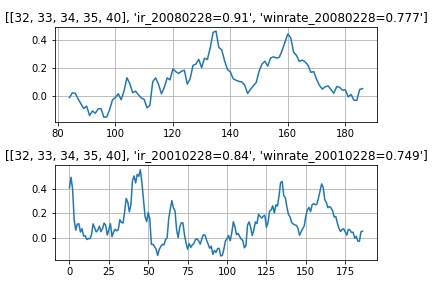 [[32, 33, 34, 35, 40], 'ir_20080228=0.91', 'winrate_20080228=0.777']
0.4
0.2
0.0
80 100 120 140 160 180
[[32, 33, 34, 35, 40], 'ir_20010228=0.84', 'winrate_20010228=0.749']
0.4
0.2
0.0
0 25 50 75 100 125 150 175